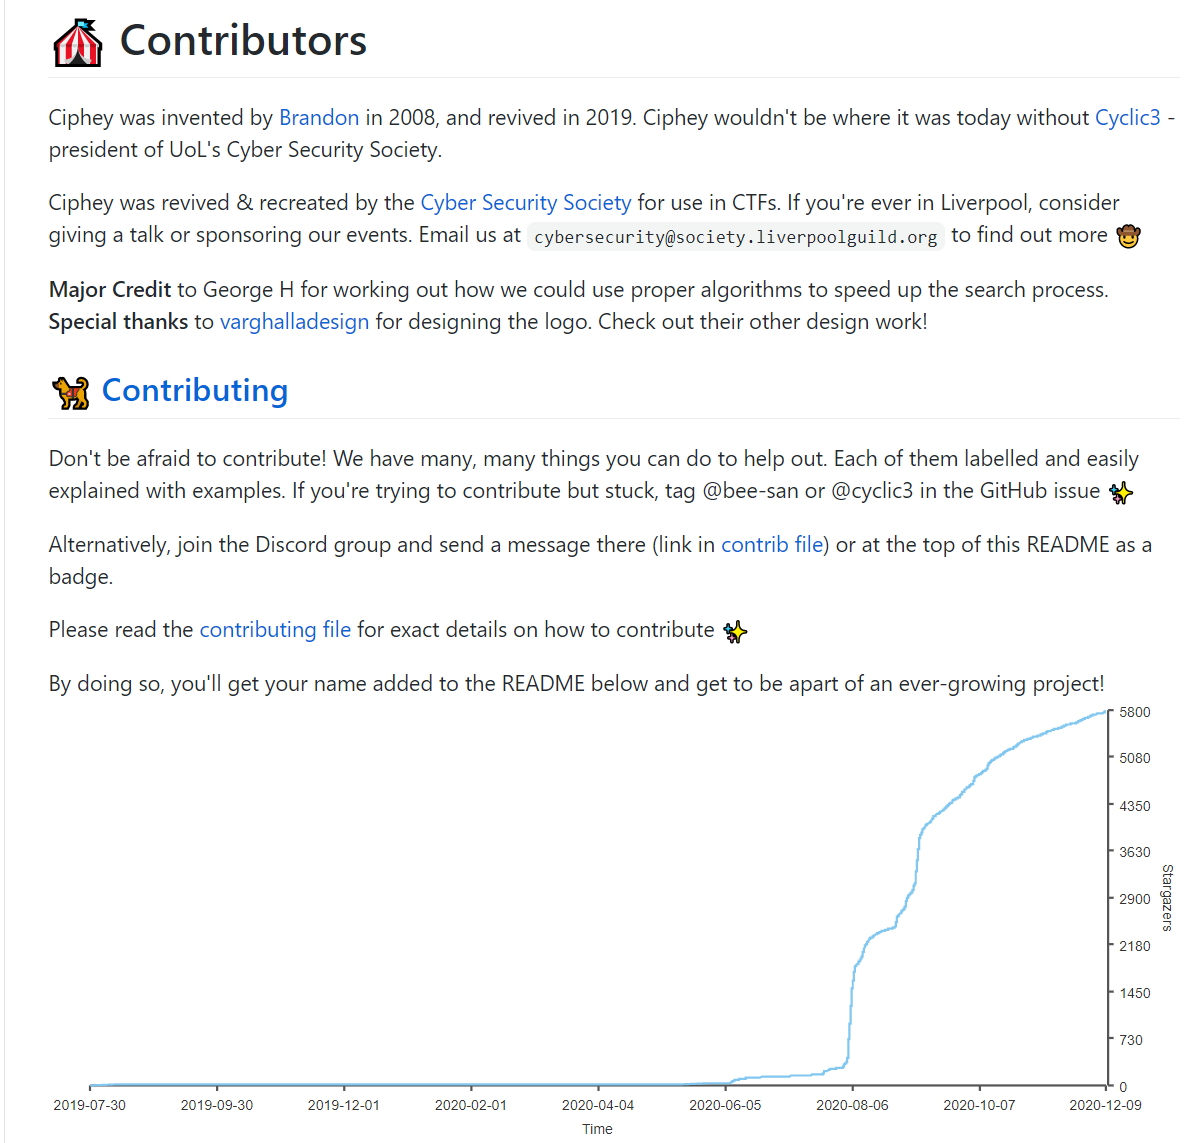 Contributors
Ciphey was invented by Brandon in 2008, and revived in 2019. Ciphey wouldn't be where it was today without Cyclic3 -
president of UoL's Cyber Security Society.
Ciphey was revived & recreated by the Cyber Security Society for use in CTFs. If you're ever in Liverpool, consider
giving a talk or sponsoring our events. Email us at cybersecurity@society.liverpoolguild.org to find out more 🤠
Major Credit to George H for working out how we could use proper algorithms to speed up the search process.
Special thanks to varghalladesign for designing the logo. Check out their other design work!
Contributing
Don't be afraid to contribute! We have many, many things you can do to help out. Each of them labelled and easily
explained with examples. If you're trying to contribute but stuck, tag @bee-san or @cyclic3 in the GitHub issue ✨
Alternatively, join the Discord group and send a message there (link in contrib file) or at the top of this README as a
badge.
Please read the contributing file for exact details on how to contribute ✨
By doing so, you'll get your name added to the README below and get to be apart of an ever-growing project!
5800
5080
4350
3630
2900
2180
1450
730
0
Stargazers
2019-07-30 2019-09-30 2019-12-01 2020-02-01 2020-04-04 2020-06-05 2020-08-06 2020-10-07 2020-12-09
Time